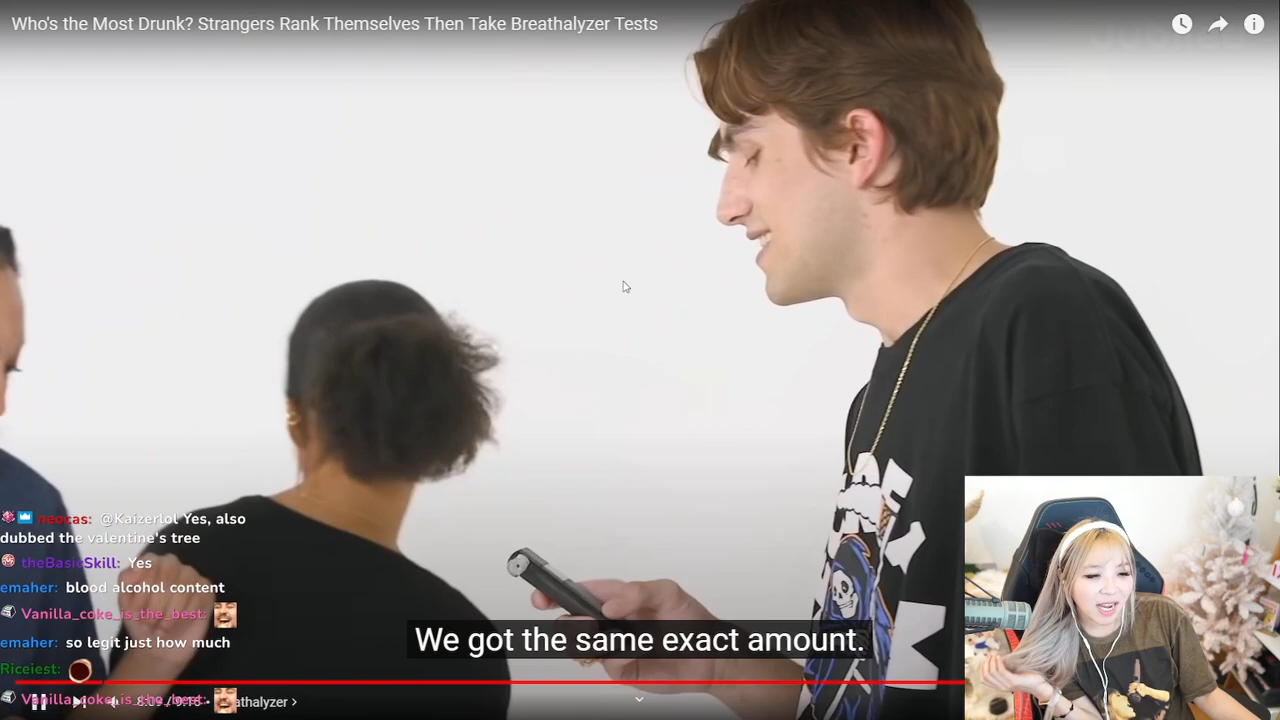 Who's the Most Drunk? Strangers Rank Themselves Then Take Breathalyzer Tests
neocas: @Kaizerlol Yes, also
dubbed the valentine's tree
theBasicSkill: Yes
emaher: blood alcohol content
Vanilla_coke_is_the_best:
emaher: so legit just how much
We got the same exact amount.
Riceiest:
Vanilla_coke_is_the_best: